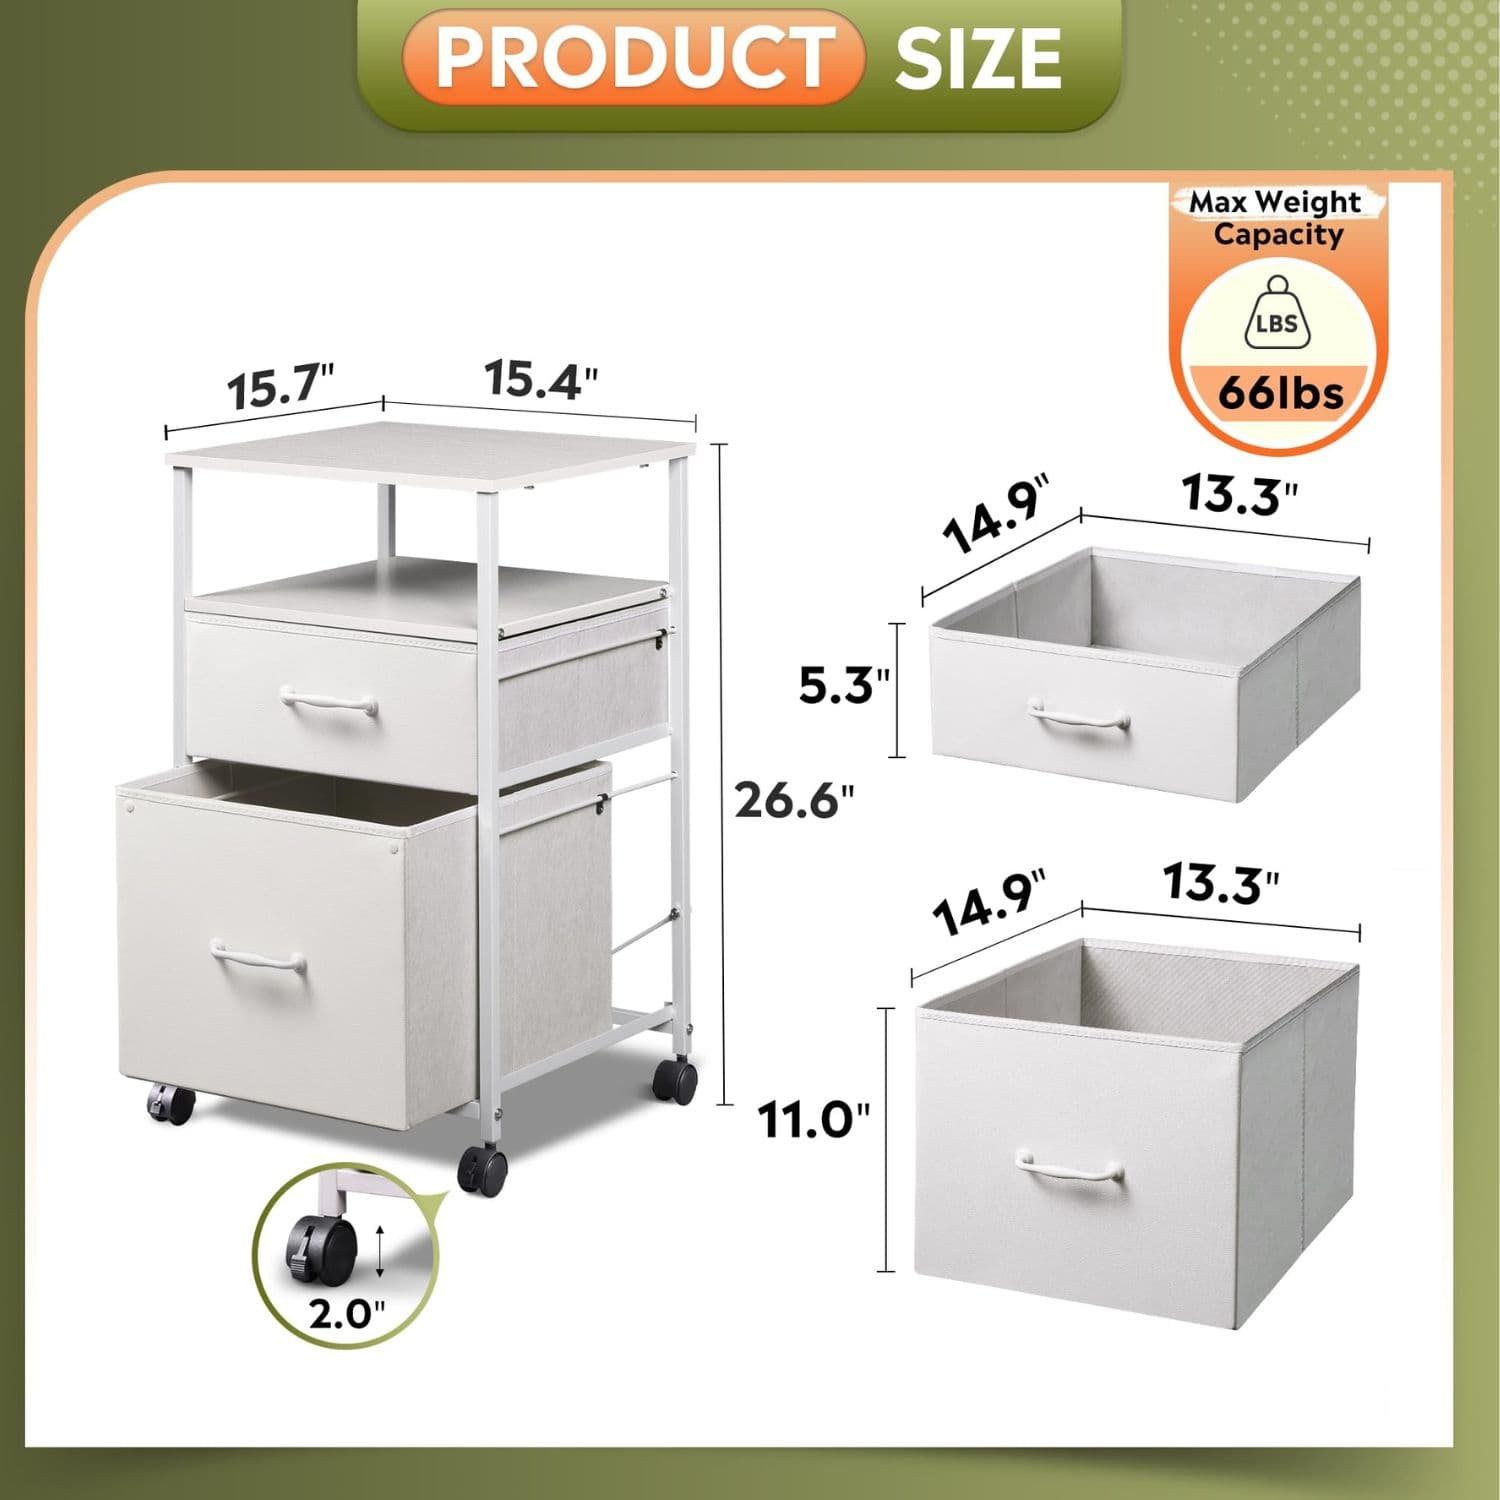 PRODUCT SIZE
Max Weight
Capacity
LBS
66lbs
15.7"
15.4"
26.6"
2.0"
14.9"
13.3"
5.3"
14.9"
13.3"
11.0"